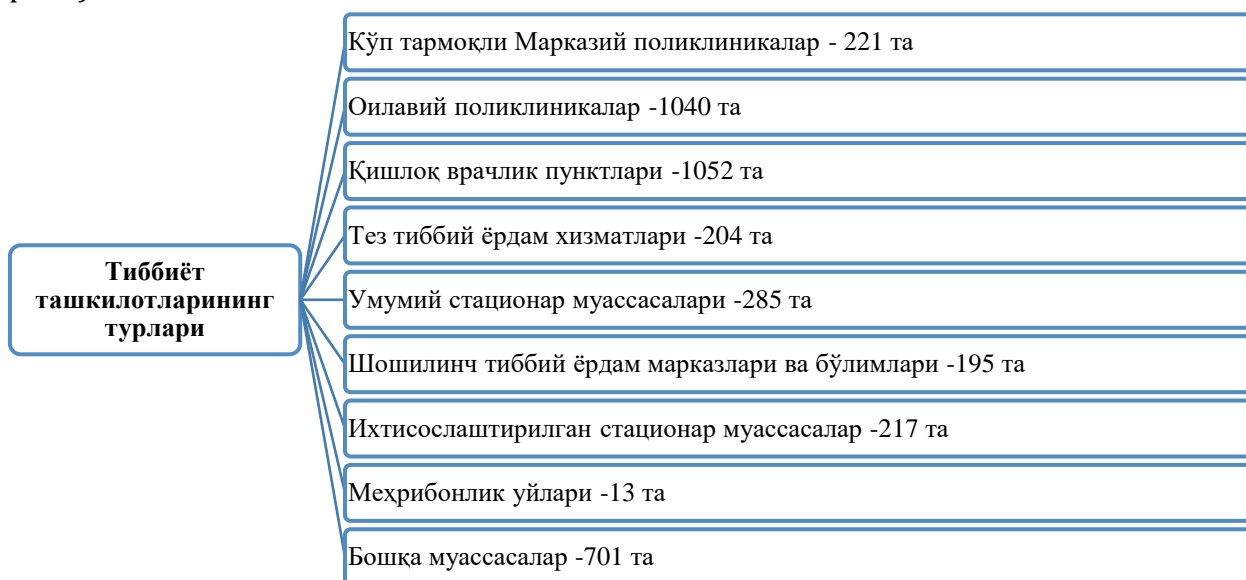 Кўп тармоқли Марказий поликлиникалар - 221 та
Оилавий поликлиникалар -1040 та
Қишлоқ врачлик пунктлари -1052 та
Тез тиббий ёрдам хизматлари -204 та
Тиббиёт
ташкилотларининг
турлари
Умумий стационар муассасалари -285 та
Шошилинч тиббий ёрдам марказлари ва бўлимлари -195 та
Ихтисослаштирилган стационар муассасалар -217 та
Меҳрибонлик уйлари -13 та
Бошқа муассасалар -701 та